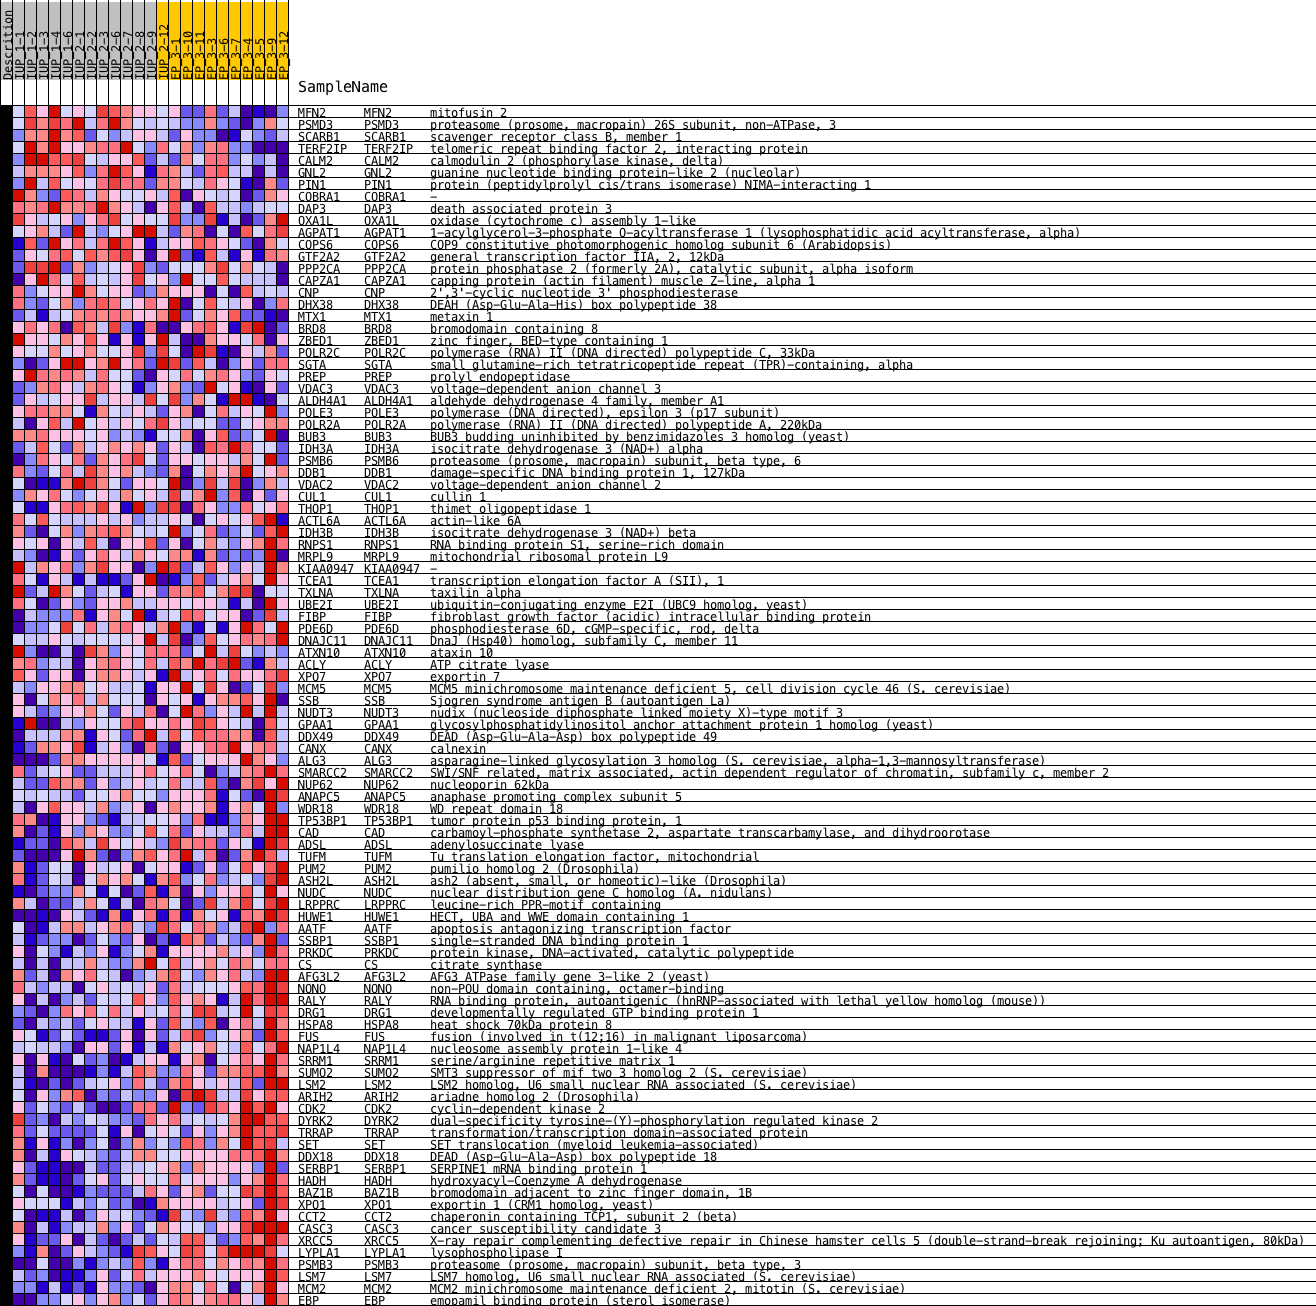 Descrition
IUP_1-1
IUP_1-2
IUP_1-3
IUP_1-4
IUP_1-6
IUP_2-1
IUP_2-2
IUP_2-3
IUP_2-6
IUP_2-7
IUP_2-8
IUP_2-9
IUP_2-12
EP_3-1
EP_3-10
EP_3-11
EP_3-3
EP_3-6
EP_3-7
EP_3-4
EP_3-5
EP_3-9
EP_3-12
SampleName
MFN2 MFN2 mitofusin 2
PSMD3 PSMD3 proteasome (prosome, macropain) 26S subunit, non-ATPase, 3
SCARB1 SCARB1 scavenger receptor class B, member 1
TERF2IP TERF2IP telomeric repeat binding factor 2, interacting protein
CALM2 CALM2 calmodulin 2 (phosphorylase kinase, delta)
GNL2 GNL2 guanine nucleotide binding protein-like 2 (nucleolar)
PIN1 PIN1 protein (peptidylprolyl cis/trans isomerase) NIMA-interacting 1
COBRA1 COBRA1 -
DAP3 DAP3 death associated protein 3
OXA1L OXA1L oxidase (cytochrome c) assembly 1-like
AGPAT1 AGPAT1 1-acylglycerol-3-phosphate O-acyltransferase 1 (lysophosphatidic acid acyltransferase, alpha)
COPS6 COPS6 COP9 constitutive photomorphogenic homolog subunit 6 (Arabidopsis)
GTF2A2 GTF2A2 general transcription factor IIA, 2, 12kDa
PPP2CA PPP2CA protein phosphatase 2 (formerly 2A), catalytic subunit, alpha isoform
CAPZA1 CAPZA1 capping protein (actin filament) muscle Z-line, alpha 1
CNP CNP 2',3'-cyclic nucleotide 3' phosphodiesterase
DHX38 DHX38 DEAH (Asp-Glu-Ala-His) box polypeptide 38
MTX1 MTX1 metaxin 1
BRD8 BRD8 bromodomain containing 8
ZBED1 ZBED1 zinc finger, BED-type containing 1
POLR2C POLR2C polymerase (RNA) II (DNA directed) polypeptide C, 33kDa
SGTA SGTA small glutamine-rich tetratricopeptide repeat (TPR)-containing, alpha
PREP PREP prolyl endopeptidase
VDAC3 VDAC3 voltage-dependent anion channel 3
ALDH4A1 ALDH4A1 aldehyde dehydrogenase 4 family, member A1
POLE3 POLE3 polymerase (DNA directed), epsilon 3 (p17 subunit)
POLR2A POLR2A polymerase (RNA) II (DNA directed) polypeptide A, 220kDa
BUB3 BUB3 BUB3 budding uninhibited by benzimidazoles 3 homolog (yeast)
IDH3A IDH3A isocitrate dehydrogenase 3 (NAD+) alpha
PSMB6 PSMB6 proteasome (prosome, macropain) subunit, beta type, 6
DDB1 DDB1 damage-specific DNA binding protein 1, 127kDa
VDAC2 VDAC2 voltage-dependent anion channel 2
CUL1 CUL1 cullin 1
THOP1 THOP1 thimet oligopeptidase 1
ACTL6A ACTL6A actin-like 6A
IDH3B IDH3B isocitrate dehydrogenase 3 (NAD+) beta
RNPS1 RNPS1 RNA binding protein S1, serine-rich domain
MRPL9 MRPL9 mitochondrial ribosomal protein L9
KIAA0947 KIAA0947 -
TCEA1 TCEA1 transcription elongation factor A (SII), 1
TXLNA TXLNA taxilin alpha
UBE2I UBE2I ubiquitin-conjugating enzyme E2I (UBC9 homolog, yeast)
FIBP FIBP fibroblast growth factor (acidic) intracellular binding protein
PDE6D PDE6D phosphodiesterase 6D, cGMP-specific, rod, delta
DNAJC11 DNAJC11 DnaJ (Hsp40) homolog, subfamily C, member 11
ATXN10 ATXN10 ataxin 10
ACLY ACLY ATP citrate lyase
XPO7 XPO7 exportin 7
MCM5 MCM5 MCM5 minichromosome maintenance deficient 5, cell division cycle 46 (S. cerevisiae)
SSB SSB Sjogren syndrome antigen B (autoantigen La)
NUDT3 NUDT3 nudix (nucleoside diphosphate linked moiety X)-type motif 3
GPAA1 GPAA1 glycosylphosphatidylinositol anchor attachment protein 1 homolog (yeast)
DDX49 DDX49 DEAD (Asp-Glu-Ala-Asp) box polypeptide 49
CANX CANX calnexin
ALG3 ALG3 asparagine-linked glycosylation 3 homolog (S. cerevisiae, alpha-1,3-mannosyltransferase)
SMARCC2 SMARCC2 SWI/SNF related, matrix associated, actin dependent regulator of chromatin, subfamily c, member 2
NUP62 NUP62 nucleoporin 62kDa
ANAPC5 ANAPC5 anaphase promoting complex subunit 5
WDR18 WDR18 WD repeat domain 18
TP53BP1 TP53BP1 tumor protein p53 binding protein, 1
CAD CAD carbamoyl-phosphate synthetase 2, aspartate transcarbamylase, and dihydroorotase
ADSL ADSL adenylosuccinate lyase
TUFM TUFM Tu translation elongation factor, mitochondrial
PUM2 PUM2 pumilio homolog 2 (Drosophila)
ASH2L ASH2L ash2 (absent, small, or homeotic)-like (Drosophila)
NUDC NUDC nuclear distribution gene C homolog (A. nidulans)
LRPPRC LRPPRC leucine-rich PPR-motif containing
HUWE1 HUWE1 HECT, UBA and WWE domain containing 1
AATF AATF apoptosis antagonizing transcription factor
SSBP1 SSBP1 single-stranded DNA binding protein 1
PRKDC PRKDC protein kinase, DNA-activated, catalytic polypeptide
CS CS citrate synthase
AFG3L2 AFG3L2 AFG3 ATPase family gene 3-like 2 (yeast)
NONO NONO non-POU domain containing, octamer-binding
RALY RALY RNA binding protein, autoantigenic (hnRNP-associated with lethal yellow homolog (mouse))
DRG1 DRG1 developmentally regulated GTP binding protein 1
HSPA8 HSPA8 heat shock 70kDa protein 8
FUS FUS fusion (involved in t(12;16) in malignant liposarcoma)
NAP1L4 NAP1L4 nucleosome assembly protein 1-like 4
SRRM1 SRRM1 serine/arginine repetitive matrix 1
SUMO2 SUMO2 SMT3 suppressor of mif two 3 homolog 2 (S. cerevisiae)
LSM2 LSM2 LSM2 homolog, U6 small nuclear RNA associated (S. cerevisiae)
ARIH2 ARIH2 ariadne homolog 2 (Drosophila)
CDK2 CDK2 cyclin-dependent kinase 2
DYRK2 DYRK2 dual-specificity tyrosine-(Y)-phosphorylation regulated kinase 2
TRRAP TRRAP transformation/transcription domain-associated protein
SET SET SET translocation (myeloid leukemia-associated)
DDX18 DDX18 DEAD (Asp-Glu-Ala-Asp) box polypeptide 18
SERBP1 SERBP1 SERPINE1 mRNA binding protein 1
HADH HADH hydroxyacyl-Coenzyme A dehydrogenase
BAZ1B BAZ1B bromodomain adjacent to zinc finger domain, 1B
XPO1 XPO1 exportin 1 (CRM1 homolog, yeast)
CCT2 CCT2 chaperonin containing TCP1, subunit 2 (beta)
CASC3 CASC3 cancer susceptibility candidate 3
XRCC5 XRCC5 X-ray repair complementing defective repair in Chinese hamster cells 5 (double-strand-break rejoining; Ku autoantigen, 80kDa)
LYPLA1 LYPLA1 lysophospholipase I
PSMB3 PSMB3 proteasome (prosome, macropain) subunit, beta type, 3
LSM7 LSM7 LSM7 homolog, U6 small nuclear RNA associated (S. cerevisiae)
MCM2 MCM2 MCM2 minichromosome maintenance deficient 2, mitotin (S. cerevisiae)
EBP EBP emopamil binding protein (sterol isomerase)